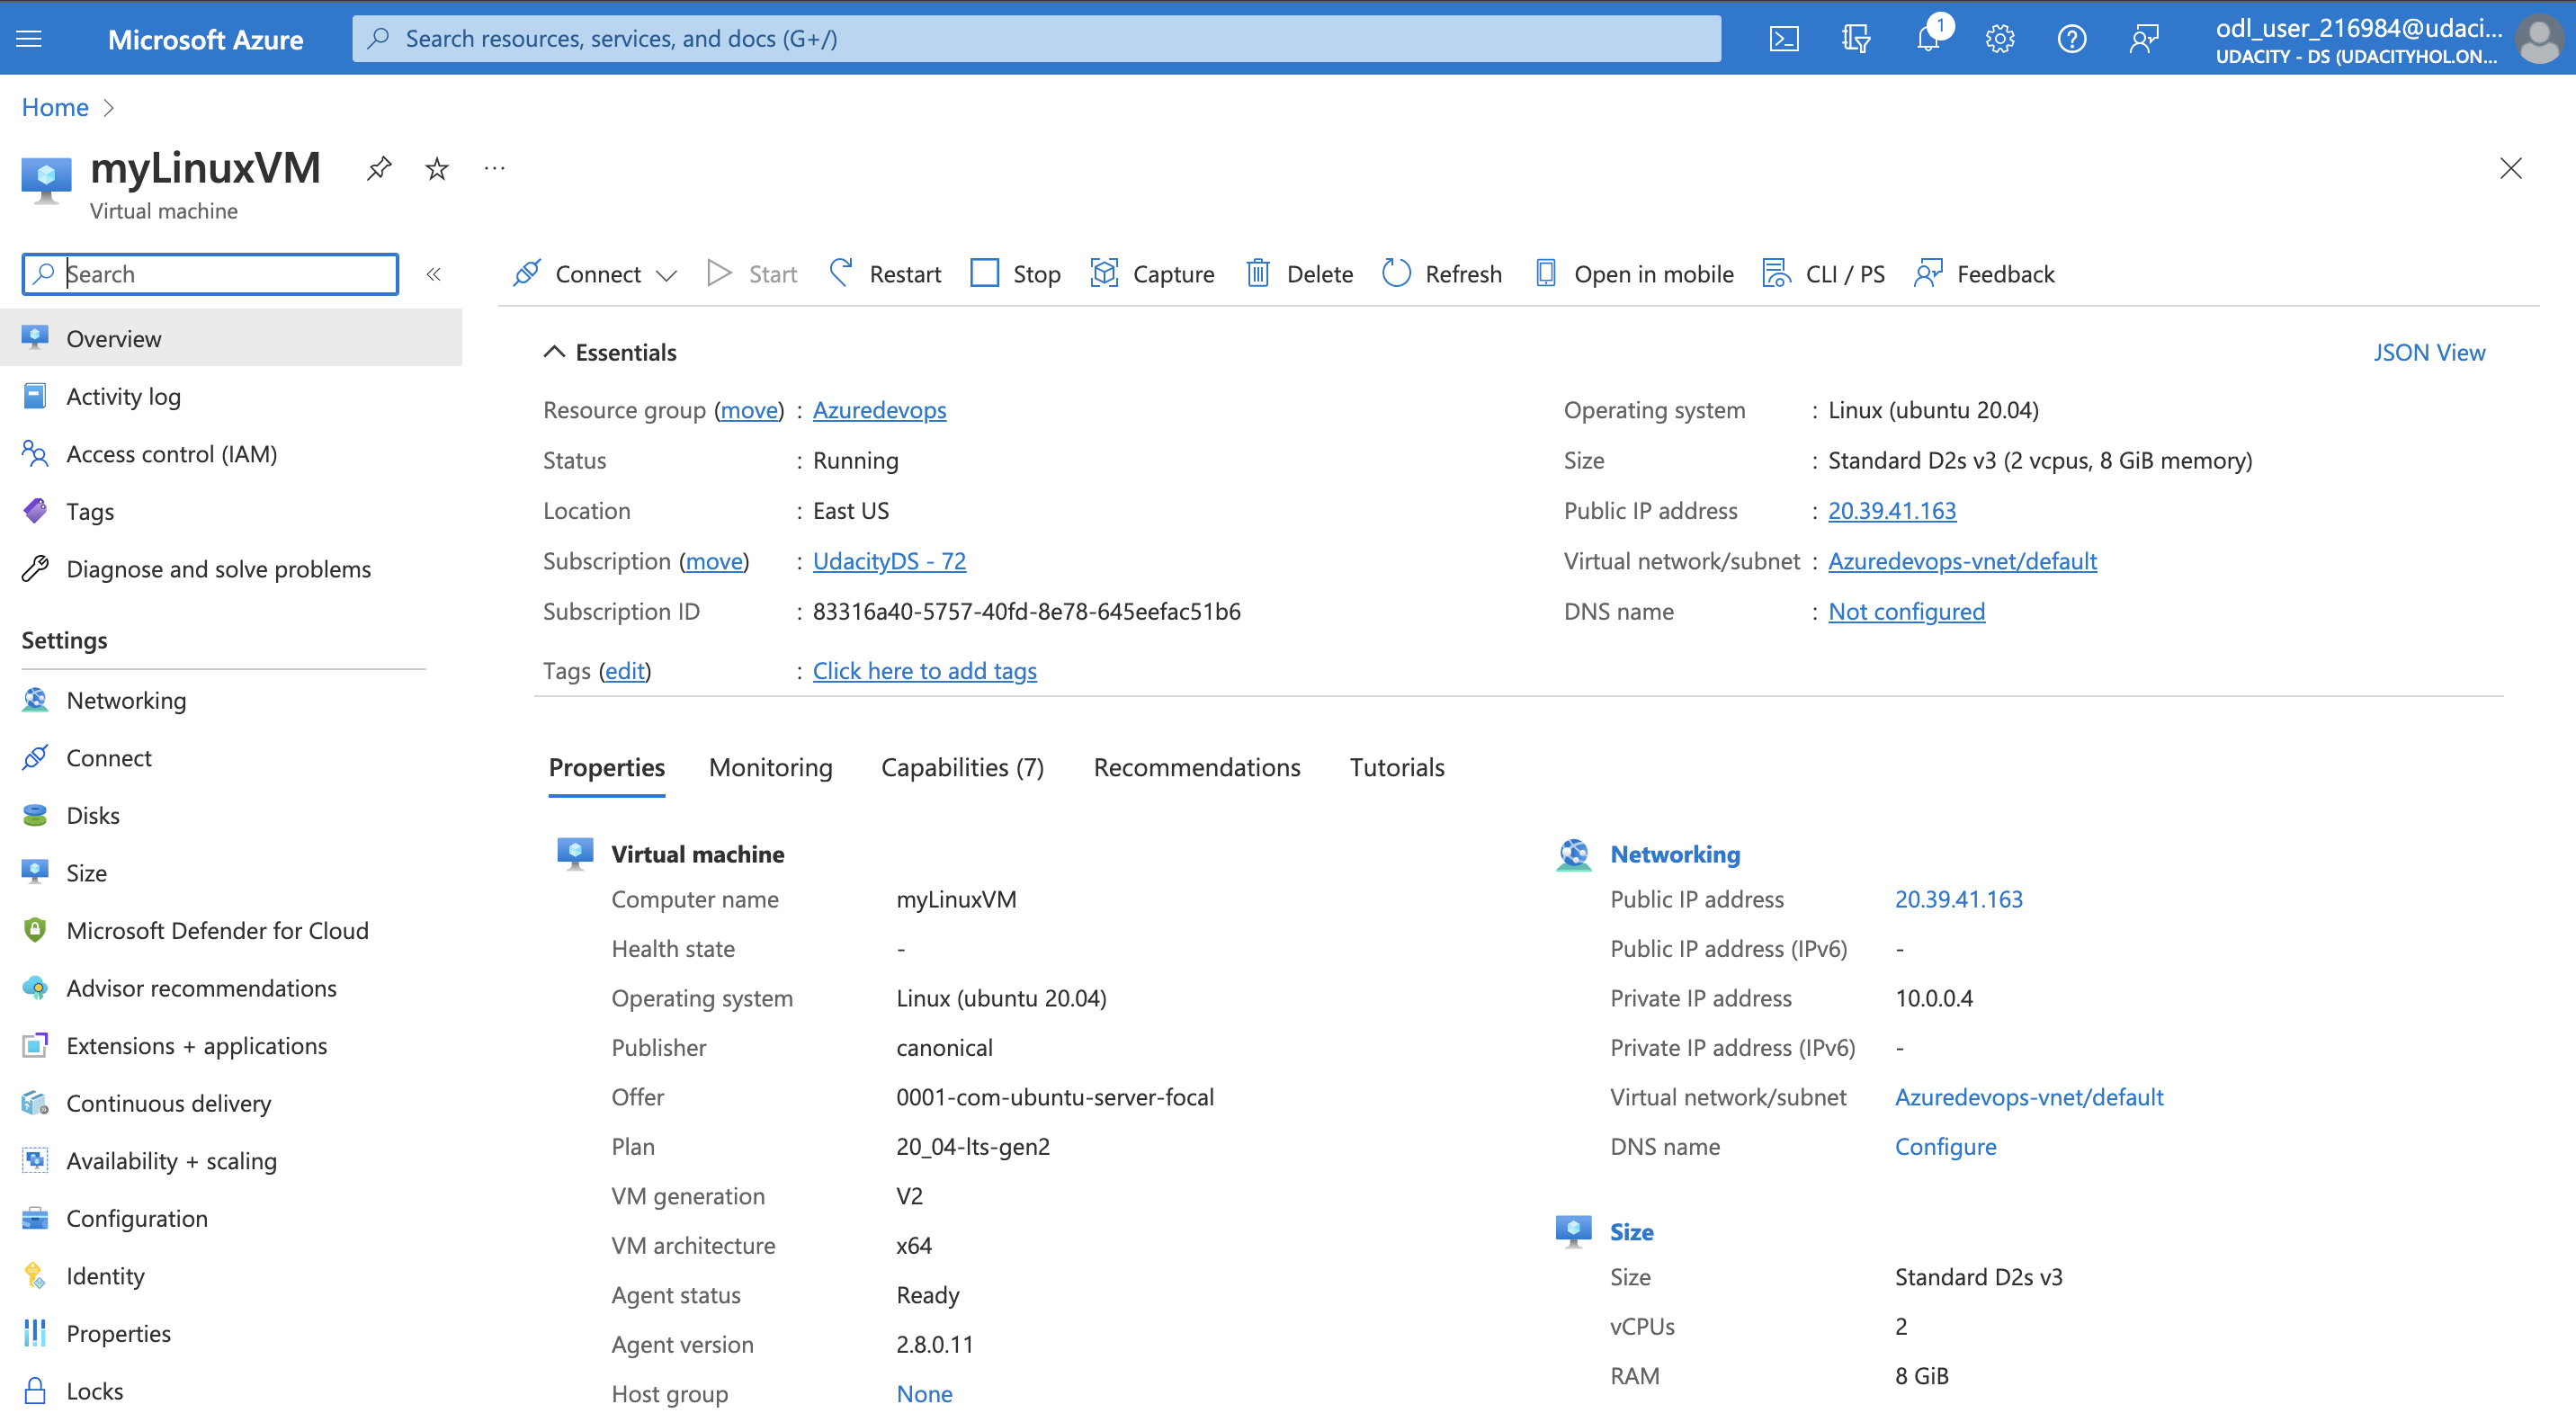 Microsoft Azure
Search resources, services, and docs (G+/)
1
odl_user_216984@udaci...
UDACITY - DS (UDACITYHOL.ON...
Home
myLinuxVM
...
Virtual machine
Search
«
Connect
Start
Restart
Stop
Capture
Delete
Refresh
Open in mobile
CLI / PS
Feedback
Overview
Activity log
Access control (IAM)
Tags
Diagnose and solve problems
Settings
Networking
Connect
Disks
Size
Microsoft Defender for Cloud
Advisor recommendations
Extensions + applications
Continuous delivery
Availability + scaling
Configuration
Identity
Properties
Locks
Essentials
JSON View
Resource group (move) : Azuredevops
Status : Running
Location : East US
Subscription (move) : UdacityDS - 72
Subscription ID : 83316a40-5757-40fd-8e78-645eefac51b6
Tags (edit) : Click here to add tags
Operating system : Linux (ubuntu 20.04)
Size : Standard D2s v3 (2 vcpus, 8 GiB memory)
Public IP address : 20.39.41.163
Virtual network/subnet : Azuredevops-vnet/default
DNS name : Not configured
Properties
Monitoring
Capabilities (7)
Recommendations
Tutorials
Virtual machine
Computer name myLinuxVM
Health state -
Operating system Linux (ubuntu 20.04)
Publisher canonical
Offer 0001-com-ubuntu-server-focal
Plan 20_04-lts-gen2
VM generation V2
VM architecture x64
Agent status Ready
Agent version 2.8.0.11
Host group None
Networking
Public IP address 20.39.41.163
Public IP address (IPv6) -
Private IP address 10.0.0.4
Private IP address (IPv6) -
Virtual network/subnet Azuredevops-vnet/default
DNS name Configure
Size
Size Standard D2s v3
vCPUs 2
RAM 8 GiB